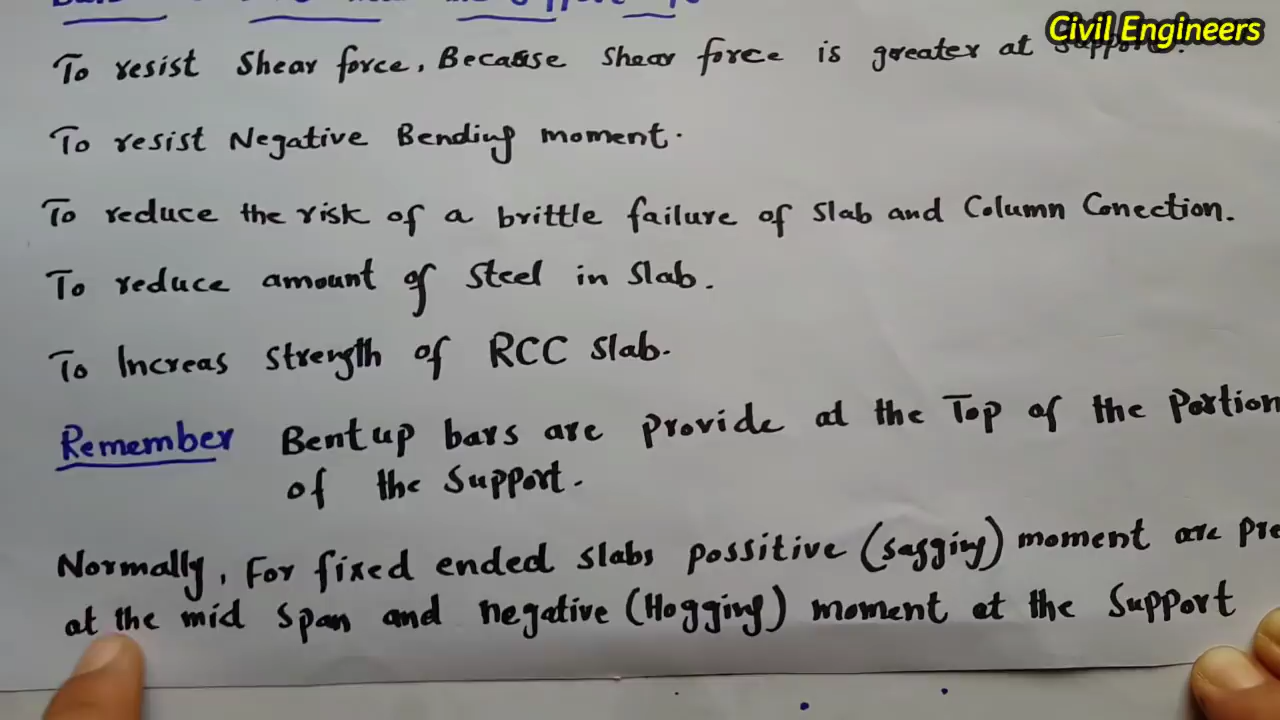 Civil Engineers
To resist Shear force, Because Shear force is greater at Support.
To resist Negative Bending moment.
To reduce the risk of a brittle failure of slab and Column Conection.
To reduce amount of Steel in slab.
To Increas Strength of RCC slab.
Remember Bentup bars are provide at the Top of the Portion
of the Support.
Normally, For fixed ended slabs possitive (sagging) moment are pre
at the mid span and negative (Hogging) moment at the Support